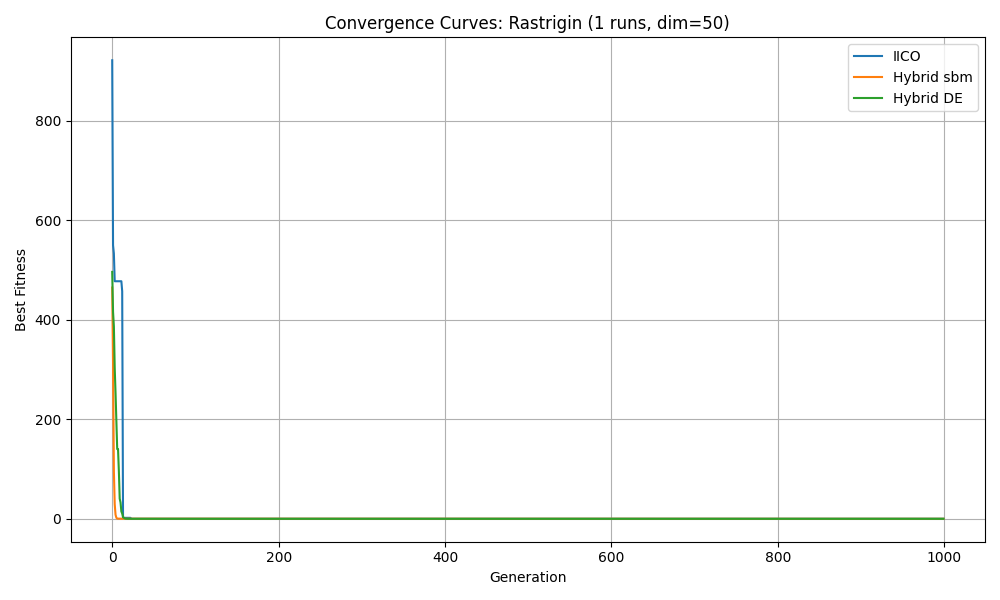 Convergence Curves: Rastrigin (1 runs, dim=50)
IICO
Hybrid sbm
Hybrid DE
Best Fitness
800
600
400
200
0
0 200 400 600 800 1000
Generation